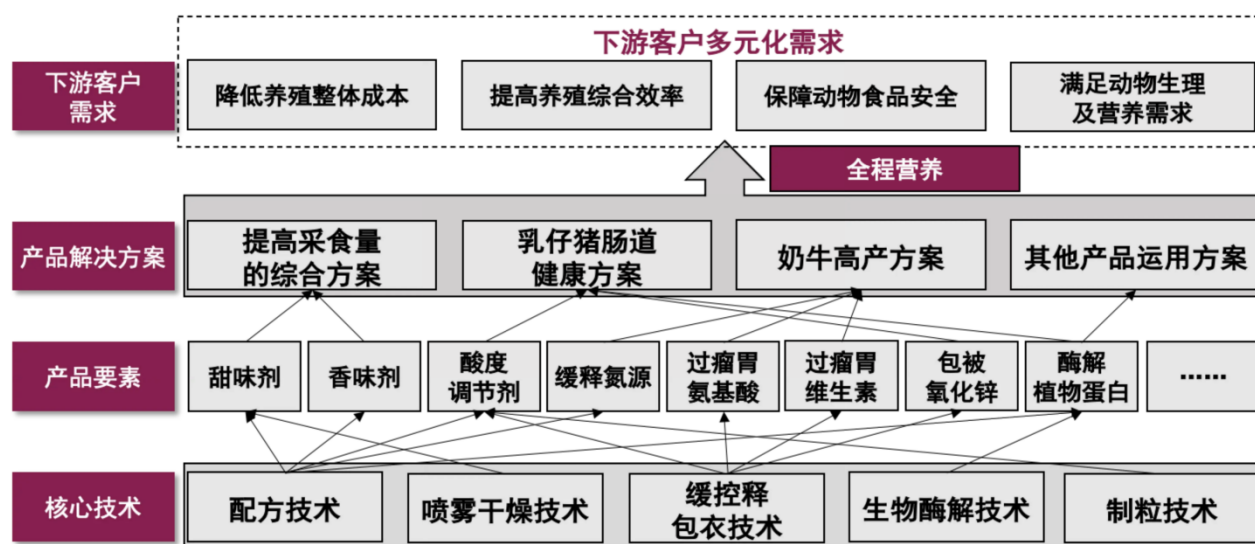 下游客户多元化需求
下游客户
需求
降低养殖整体成本
提高养殖综合效率
保障动物食品安全
满足动物生理
及营养需求
全程营养
产品解决方案
提高采食量
的综合方案
乳仔猪肠道
健康方案
奶牛高产方案
其他产品运用方案
产品要素
甜味剂
香味剂
酸度
调节剂
缓释氮源
过瘤胃
氨基酸
过瘤胃
维生素
包被
氧化锌
酶解
植物蛋白
……
核心技术
配方技术
喷雾干燥技术
缓控释
包衣技术
生物酶解技术
制粒技术